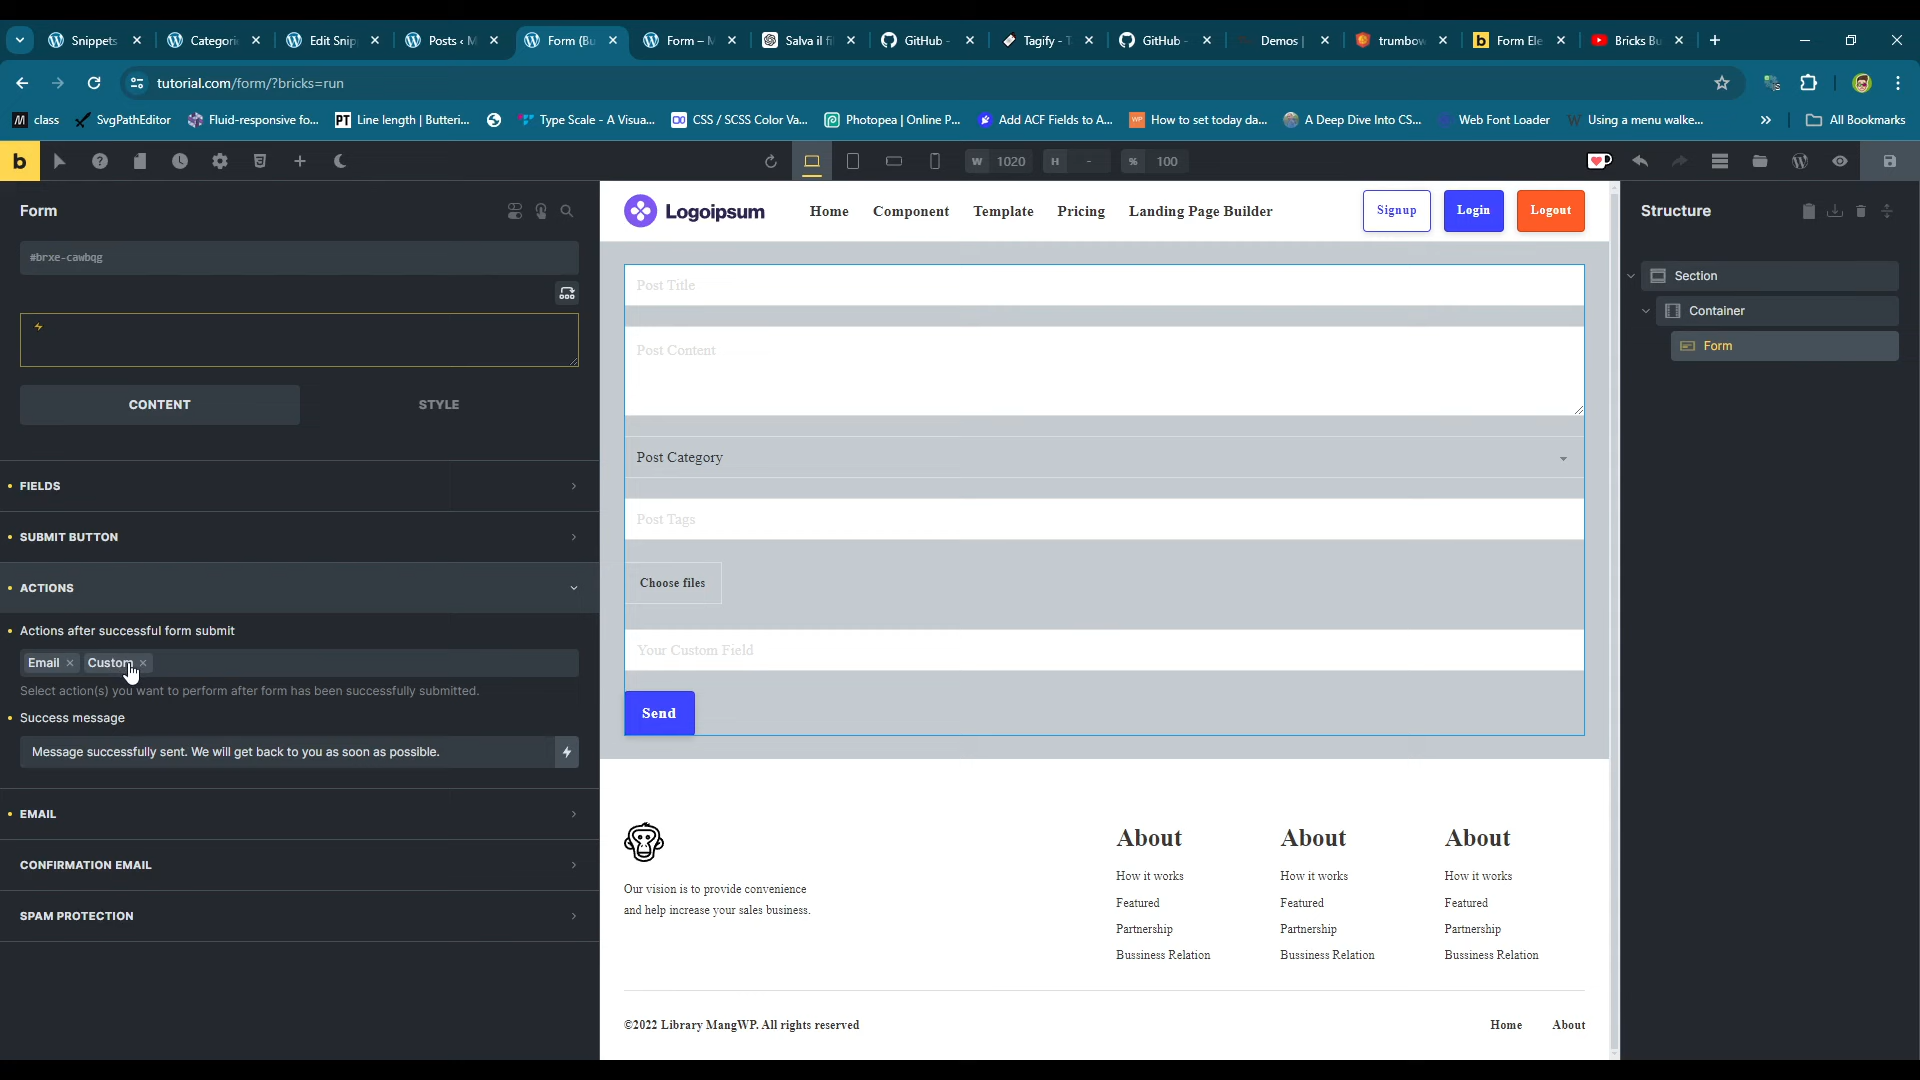 Snippets
Categori
Edit Snip
Posts ‹ M
Form (Bu
Form – M
Salva il fi
GitHub -
Tagify - T
GitHub -
Demos |
trumbow
Form Ele
Bricks Bu
tutorial.com/form/?bricks=run
class
SvgPathEditor
Fluid-responsive fo...
PT Line length | Butteri...
Type Scale - A Visua...
CSS / SCSS Color Va...
Photopea | Online P...
Add ACF Fields to A...
WP How to set today da...
A Deep Dive Into CS...
Web Font Loader
Using a menu walke...
All Bookmarks
b
W 1020
H -
% 100
Form
#brxe-cawbqg
CONTENT
STYLE
FIELDS
SUBMIT BUTTON
ACTIONS
Actions after successful form submit
Email
Custom
Select action(s) you want to perform after form has been successfully submitted.
Success message
Message successfully sent. We will get back to you as soon as possible.
EMAIL
CONFIRMATION EMAIL
SPAM PROTECTION
Logoipsum
Home
Component
Template
Pricing
Landing Page Builder
Signup
Login
Logout
Post Title
Post Content
Post Category
Post Tags
Choose files
Your Custom Field
Send
Our vision is to provide convenience
and help increase your sales business.
About
How it works
Featured
Partnership
Bussiness Relation
About
How it works
Featured
Partnership
Bussiness Relation
About
How it works
Featured
Partnership
Bussiness Relation
©2022 Library MangWP. All rights reserved
Home
About
Structure
Section
Container
Form